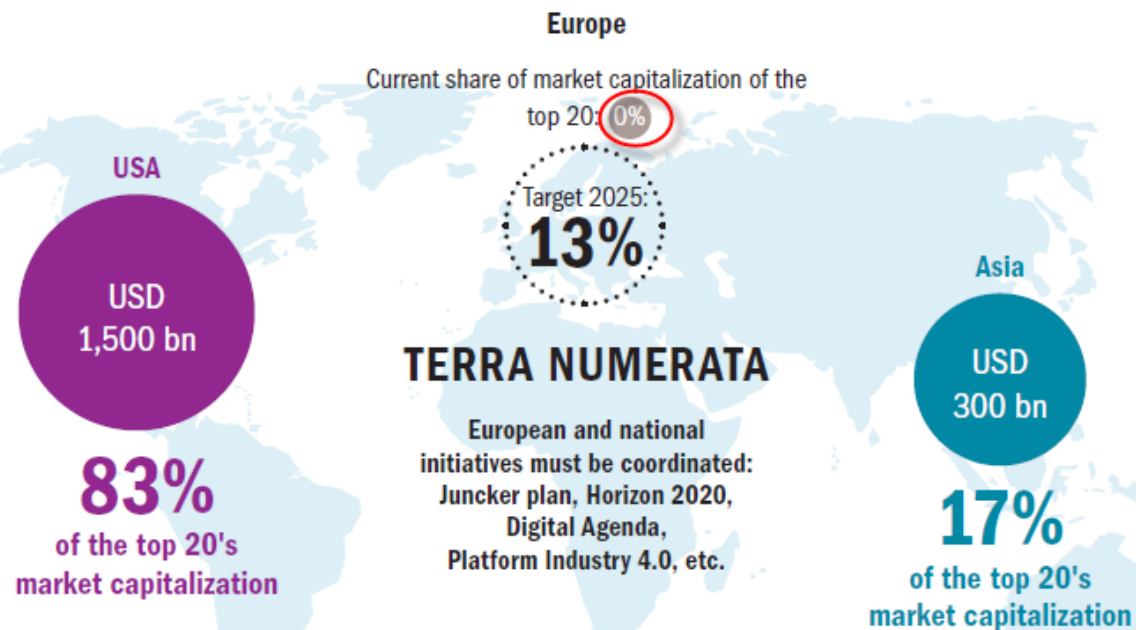 Europe
Current share of market capitalization of the
top 20: 0%
Target 2025:
13%
USA
USD
1,500 bn
83%
of the top 20's
market capitalization
TERRA NUMERATA
European and national
initiatives must be coordinated:
Juncker plan, Horizon 2020,
Digital Agenda,
Platform Industry 4.0, etc.
Asia
USD
300 bn
17%
of the top 20's
market capitalization